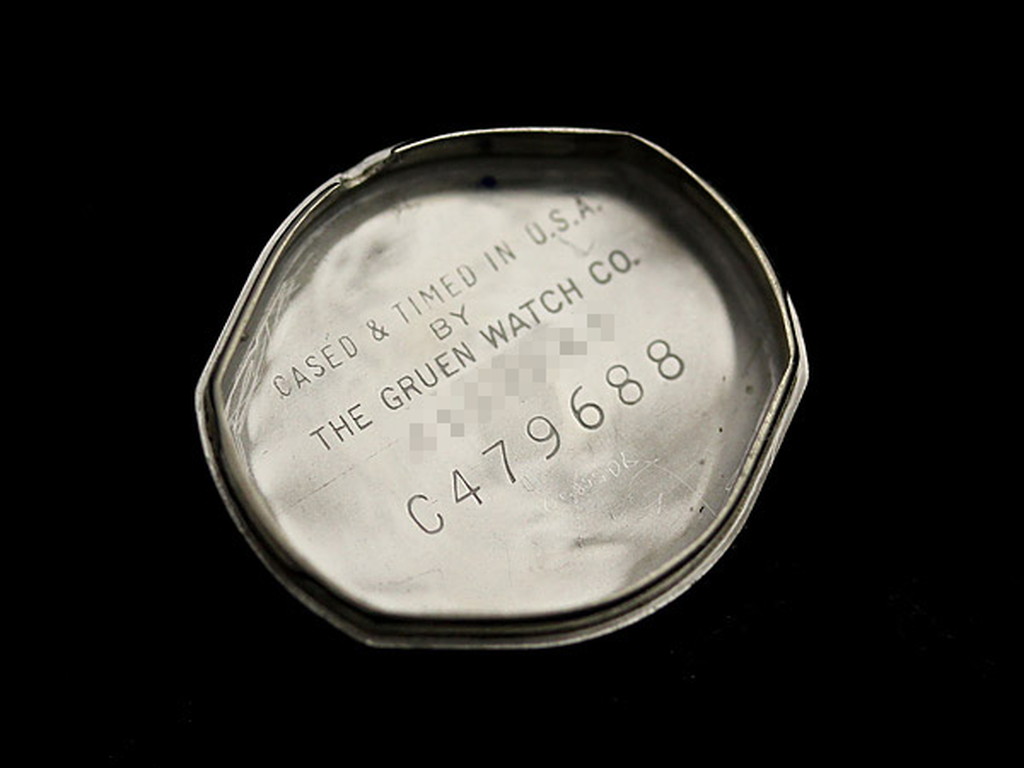 CASED & TIMED IN U.S.A.
BY
THE GRUEN WATCH CO.
C479688